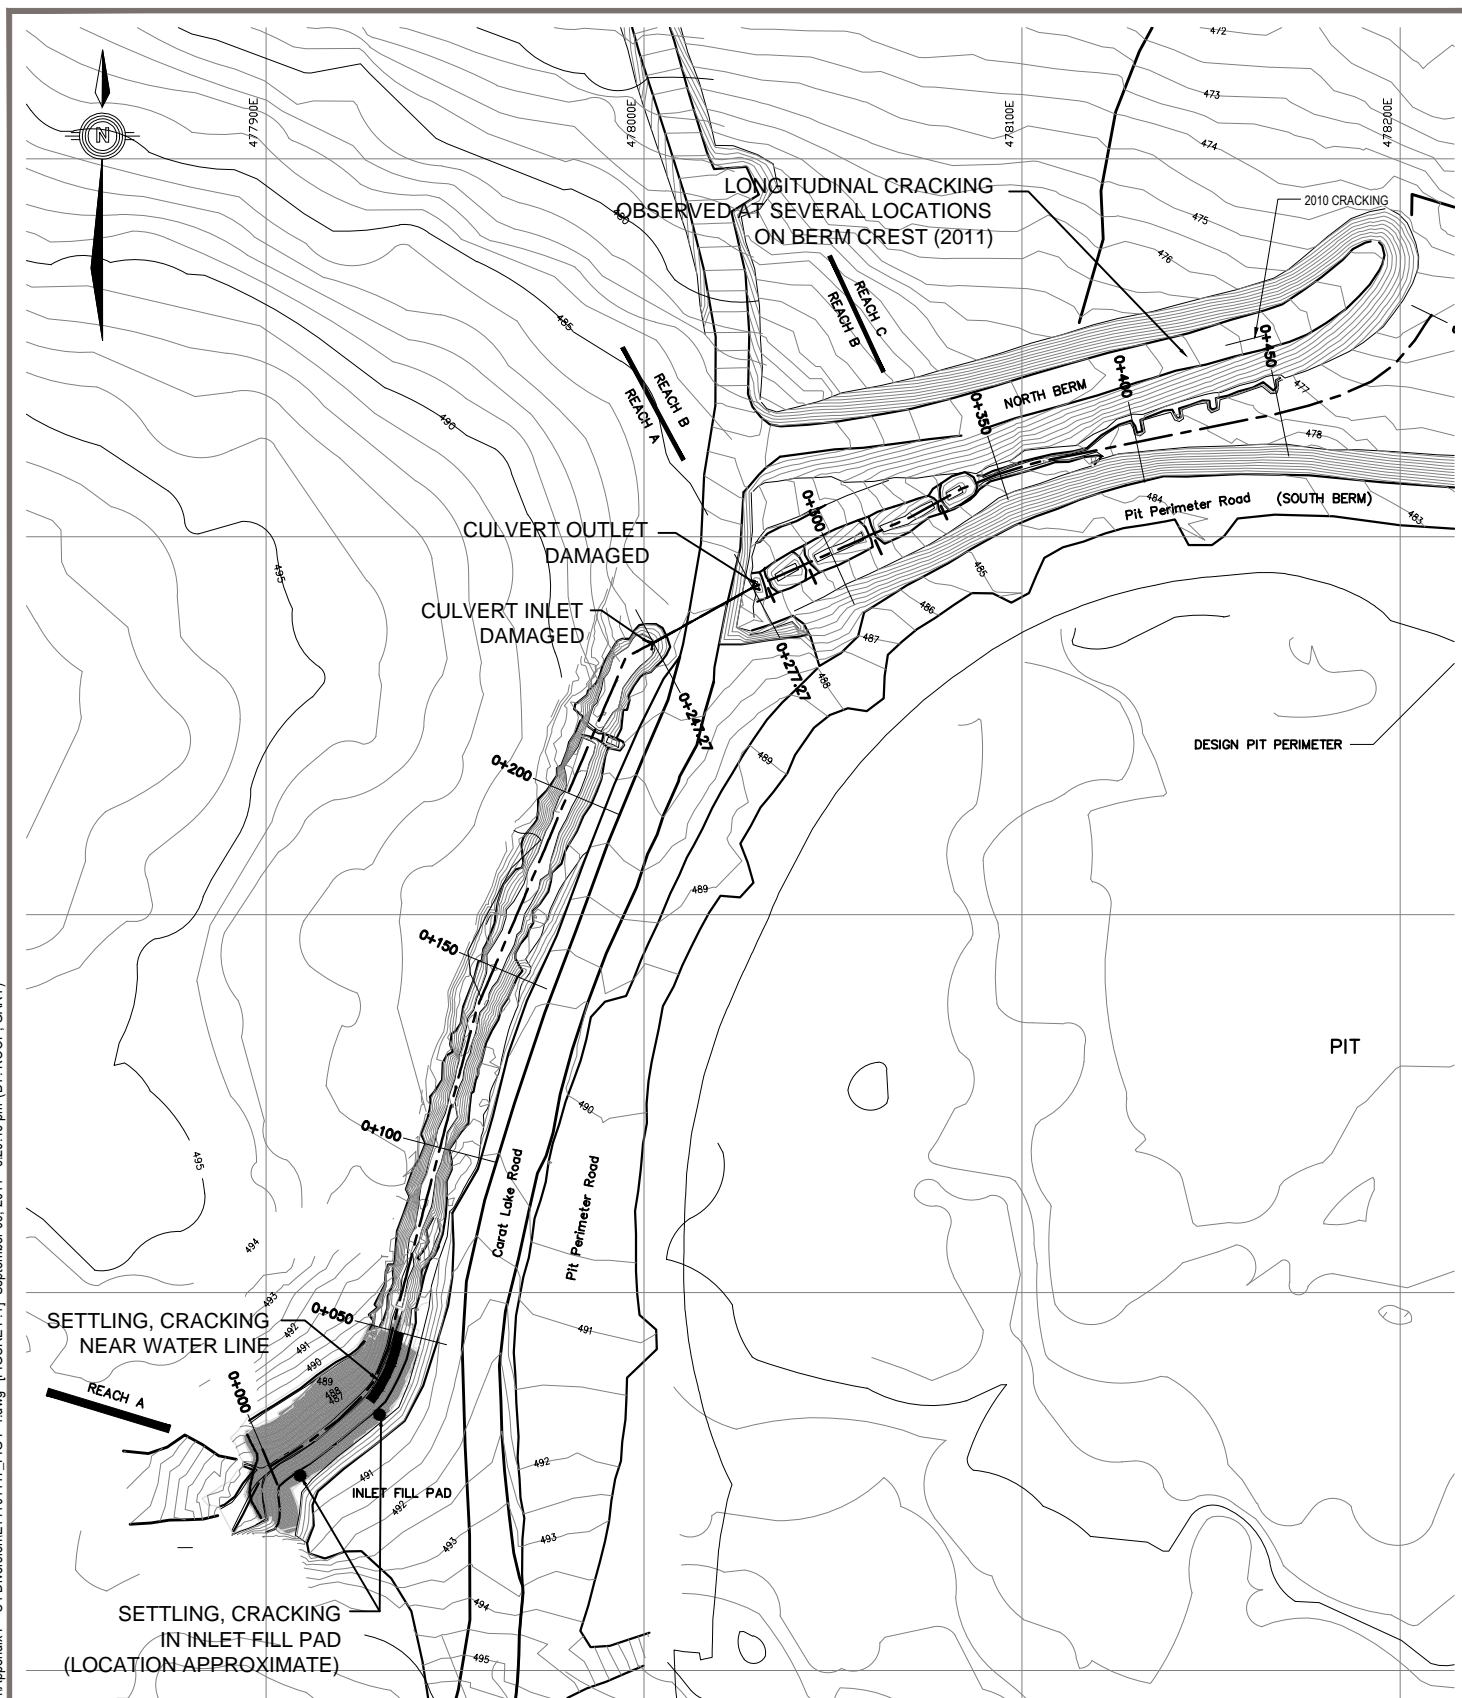 472
473
474
475
476
477900E
478000E
478100E
478200E
N
LONGITUDINAL CRACKING
OBSERVED AT SEVERAL LOCATIONS
ON BERM CREST (2011)
2010 CRACKING
REACH C
REACH B
485
REACH B
REACH A
490
NORTH BERM
0+350
0+400
0+450
477
478
484
Pit Perimeter Road (SOUTH BERM)
483
0+300
CULVERT OUTLET
DAMAGED
495
485
486
487
CULVERT INLET
DAMAGED
0+277.27
488
0+247.27
DESIGN PIT PERIMETER
489
0+200
489
0+150
PIT
490
0+100
495
Carat Lake Road
Pit Perimeter Road
494
493
492
491
490
489
488
487
SETTLING, CRACKING
NEAR WATER LINE
0+050
491
0+000
REACH A
491
492
INLET FILL PAD
492
493
493
494
SETTLING, CRACKING
IN INLET FILL PAD
(LOCATION APPROXIMATE)
495